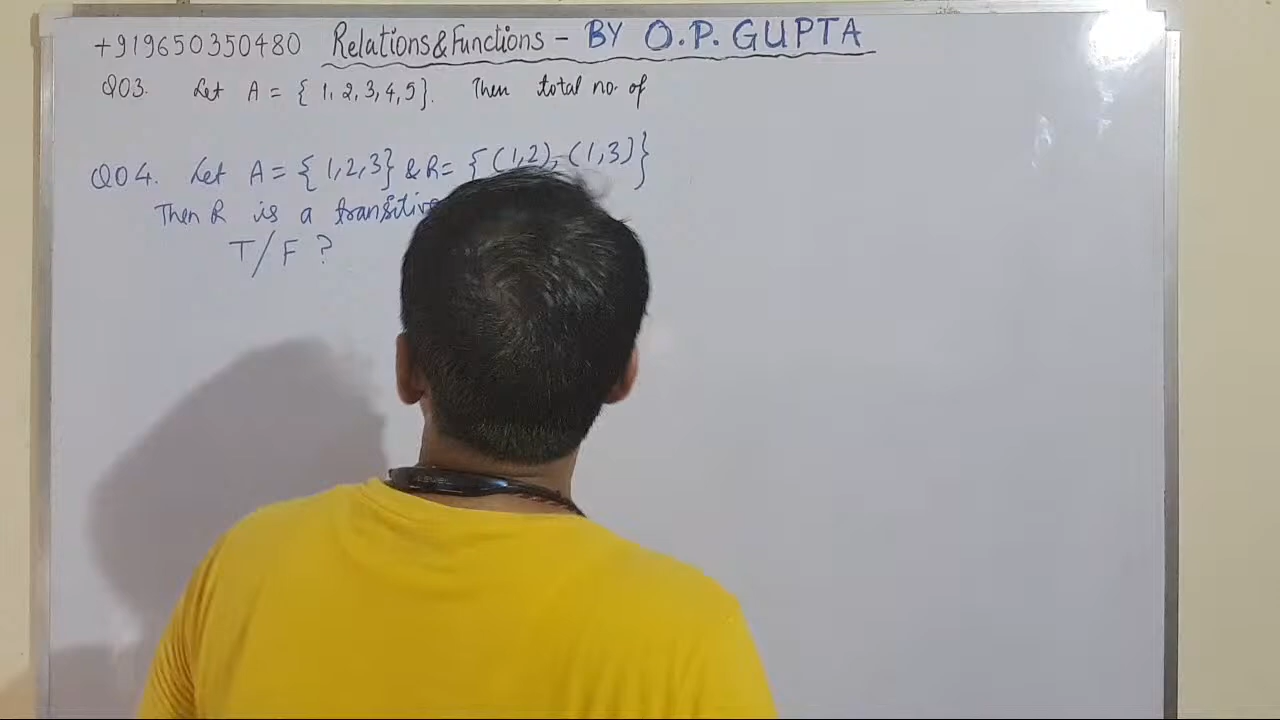 +919650350480 Relations&Functions - BY O.P. GUPTA
Q03. Let A = { 1, 2, 3, 4, 5}. Then total no. of
Q04. Let A = { 1,2,3} & R = { (1,2), (1,3)}
Then R is a transitive
T/F ?